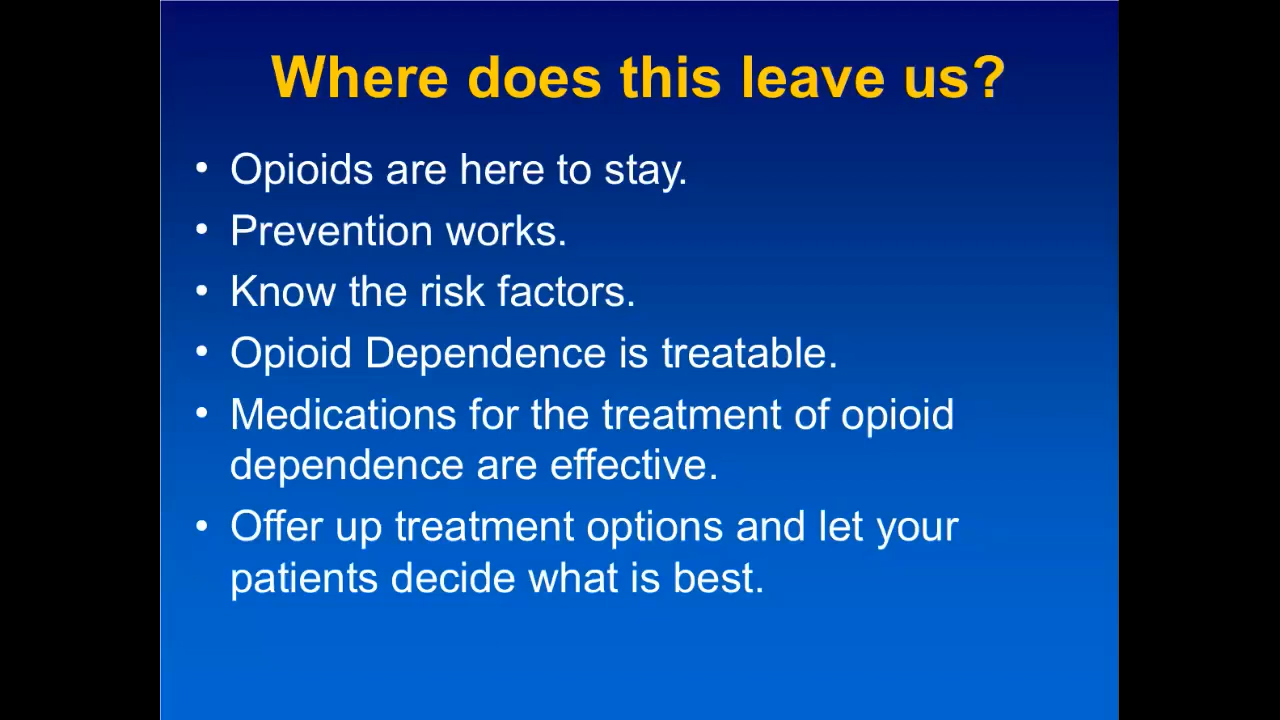 Where does this leave us?
• Opioids are here to stay.
• Prevention works.
• Know the risk factors.
• Opioid Dependence is treatable.
• Medications for the treatment of opioid
dependence are effective.
• Offer up treatment options and let your
patients decide what is best.